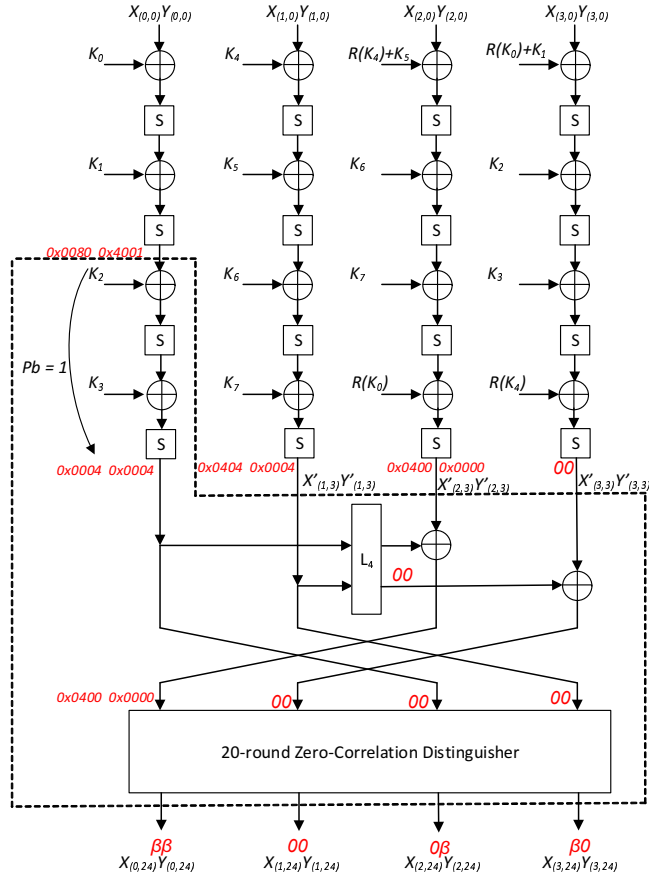 X(0,0)Y(0,0) X(1,0)Y(1,0) X(2,0)Y(2,0) X(3,0)Y(3,0)
K0 K4 R(K4)+K5 R(K0)+K1
S S S S
K1 K5 K6 K2
S S S S
0x0080 0x4001
K2 K6 K7 K3
S S S S
Pb = 1
K3 K7 R(K0) R(K4)
S S S S
0x0004 0x0004 0x0404 0x0004 0x0400 0x0000 00
X'(1,3)Y'(1,3) X'(2,3)Y'(2,3) X'(3,3)Y'(3,3)
L4
00
0x0400 0x0000 00 00 00
20-round Zero-Correlation Distinguisher
ββ 00 0β β0
X(0,24)Y(0,24) X(1,24)Y(1,24) X(2,24)Y(2,24) X(3,24)Y(3,24)